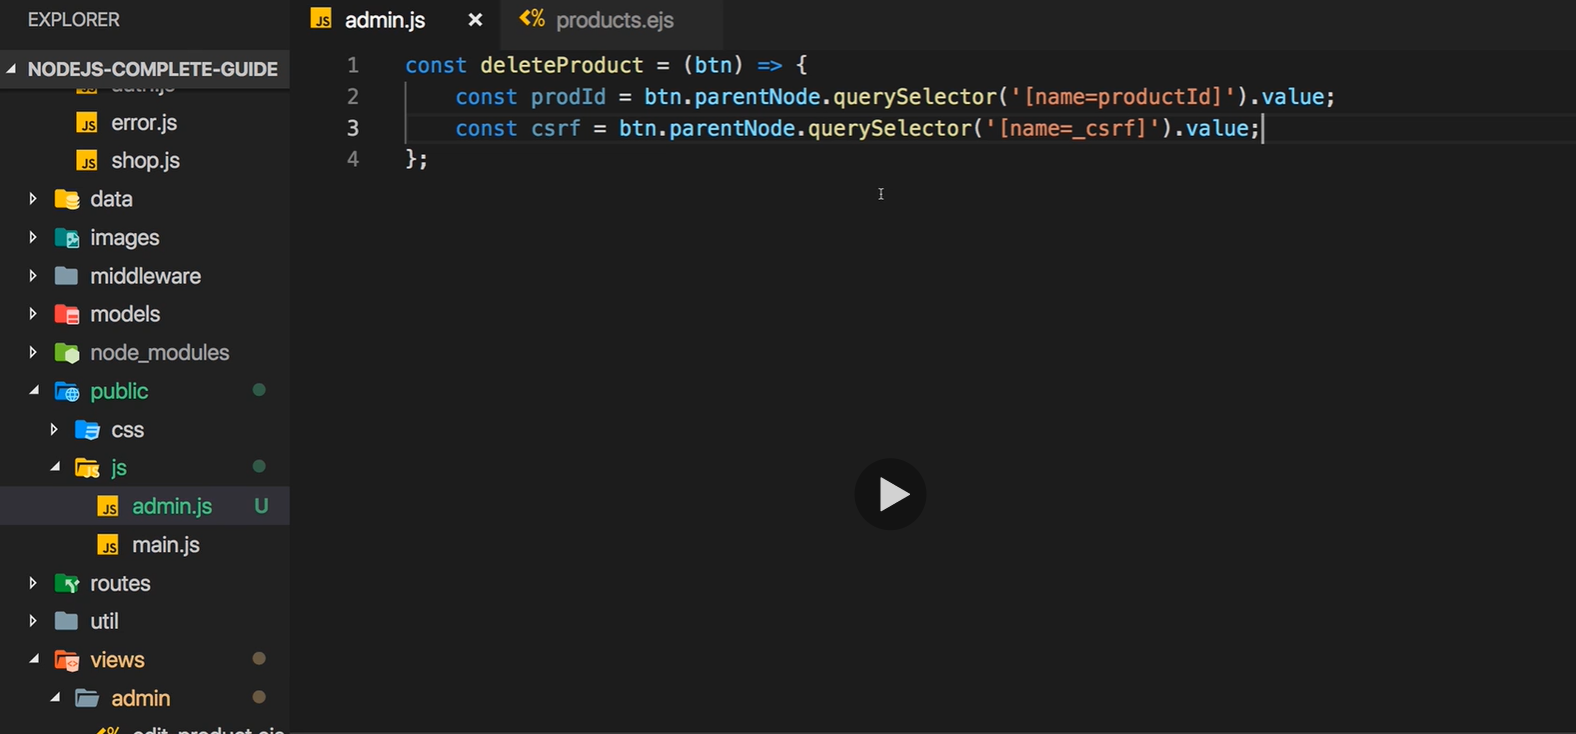 EXPLORER
NODEJS-COMPLETE-GUIDE
error.js
shop.js
data
images
middleware
models
node_modules
public
css
js
admin.js U
main.js
routes
util
views
admin
admin.js ×
products.ejs
1 const deleteProduct = (btn) => {
2 const prodId = btn.parentNode.querySelector('[name=productId]').value;
3 const csrf = btn.parentNode.querySelector('[name=_csrf]').value;
4 };